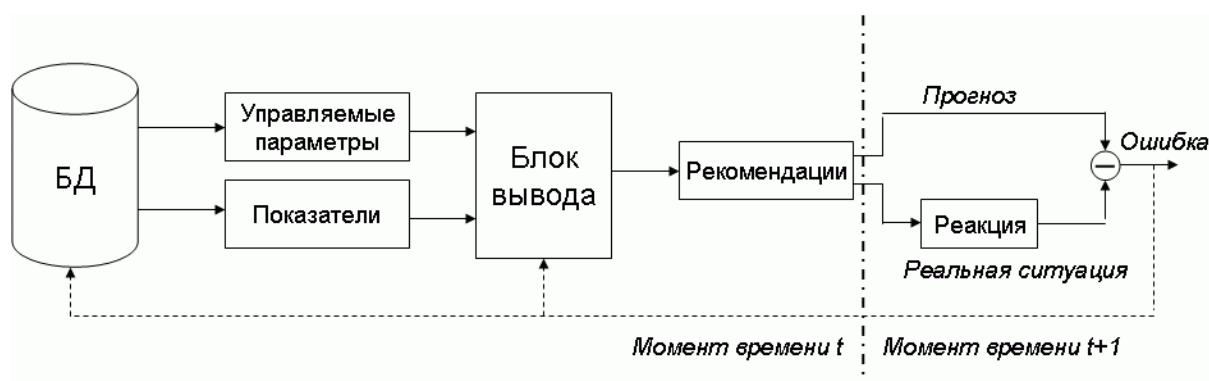 БД
Управляемые
параметры
Показатели
Блок
вывода
Рекомендации
Прогноз
Ошибка
Реакция
Реальная ситуация
Момент времени t
Момент времени t+1